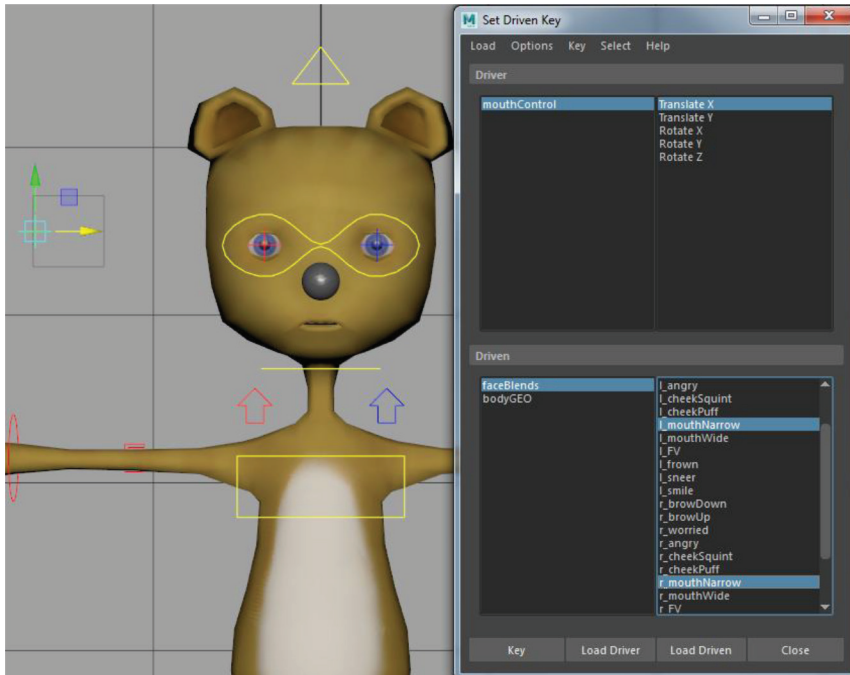 M Set Driven Key
Load Options Key Select Help
Driver
mouthControl
Translate X
Translate Y
Rotate X
Rotate Y
Rotate Z
Driven
faceBlends
bodyGEO
l_angry
l_cheekSquint
l_cheekPuff
l_mouthNarrow
l_mouthWide
l_FV
l_frown
l_sneer
l_smile
r_browDown
r_browUp
r_worried
r_angry
r_cheekSquint
r_cheekPuff
r_mouthNarrow
r_mouthWide
r_FV
Key Load Driver Load Driven Close